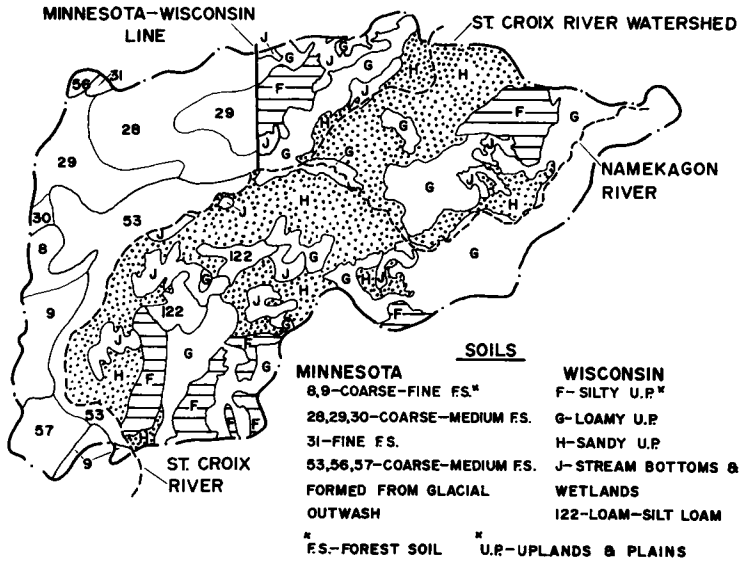 MINNESOTA-WISCONSIN
LINE
ST. CROIX RIVER WATERSHED
J
G
G
J
G
H
H
56
31
F
J
F
G
28
29
G
J
G
G
29
J
NAMEKAGON
RIVER
G
H
30
53
J
H
J
8
122
G
G
J
G
J
G
H
J
9
122
J
H
J
G
F
J
G
F
H
F
G
53
F
F
57
H
9
ST. CROIX
RIVER
SOILS
MINNESOTA
8,9-COARSE-FINE F.S.*
28,29,30-COARSE-MEDIUM F.S.
31-FINE F.S.
53,56,57-COARSE-MEDIUM F.S.
FORMED FROM GLACIAL
OUTWASH
*F.S.-FOREST SOIL
WISCONSIN
F-SILTY U.P.*
G-LOAMY U.P.
H-SANDY U.P.
J-STREAM BOTTOMS &
WETLANDS
122-LOAM-SILT LOAM
*U.P.-UPLANDS & PLAINS